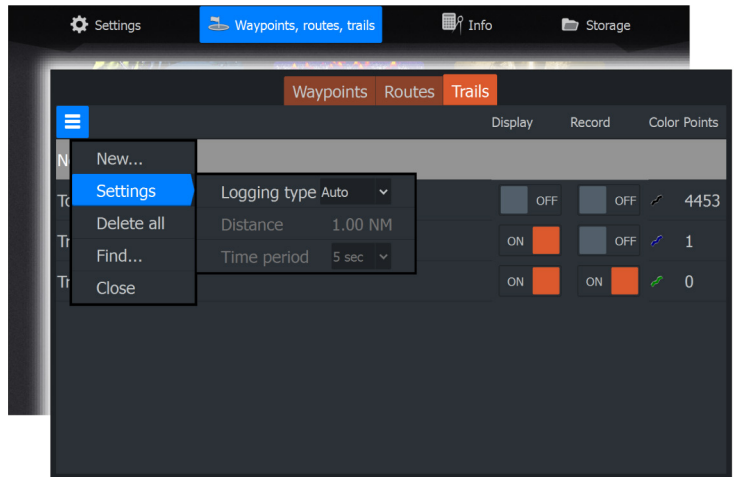 Settings
Waypoints, routes, trails
Info
Storage
Waypoints Routes Trails
Display Record Color Points
New...
Settings
Delete all
Find...
Close
Logging type Auto
Distance 1.00 NM
Time period 5 sec
OFF OFF 4453
ON OFF 1
ON ON 0